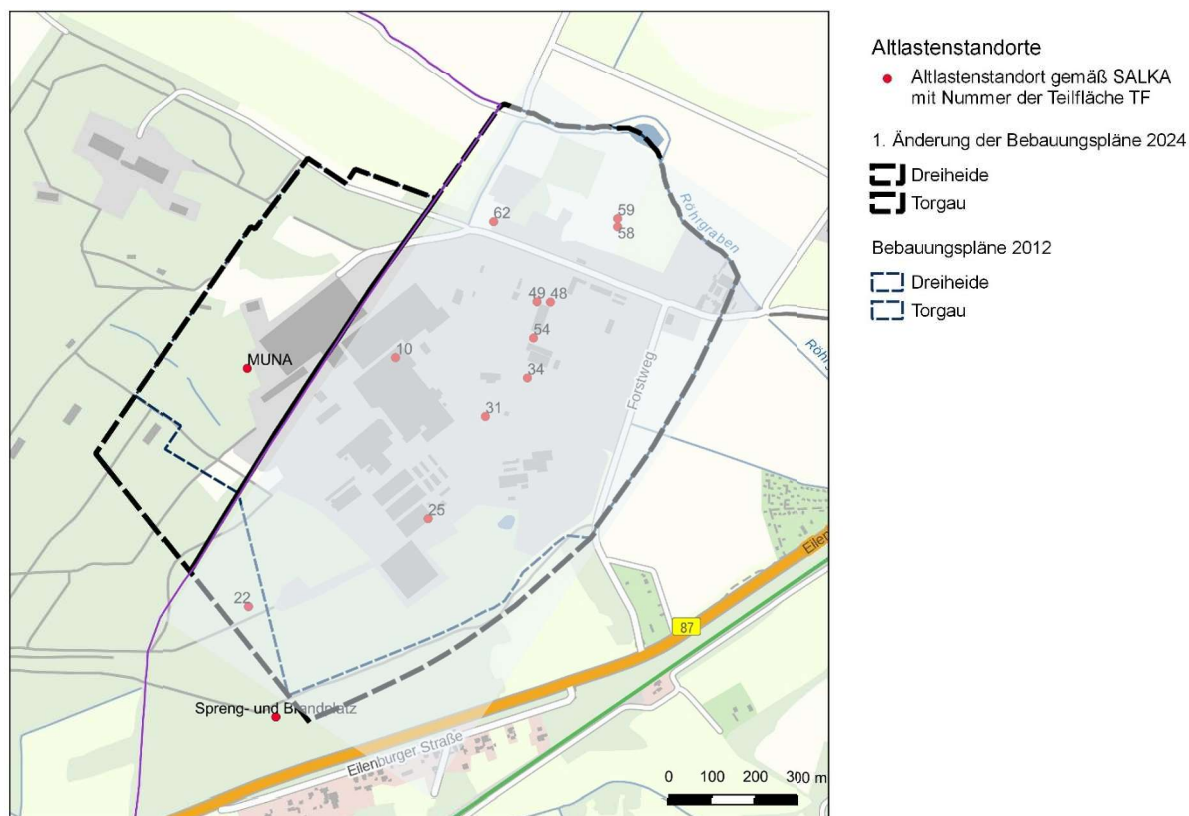 Altlastenstandorte
Altlastenstandort gemäß SALKA
mit Nummer der Teilfläche TF
1. Änderung der Bebauungspläne 2024
Dreiheide
Torgau
Bebauungspläne 2012
Dreiheide
Torgau
62
59
58
Röhrgraben
49
48
54
10
MUNA
34
31
Forstweg
25
22
87
Spreng- und Brandplatz
Eilenburger Straße
0 100 200 300 m